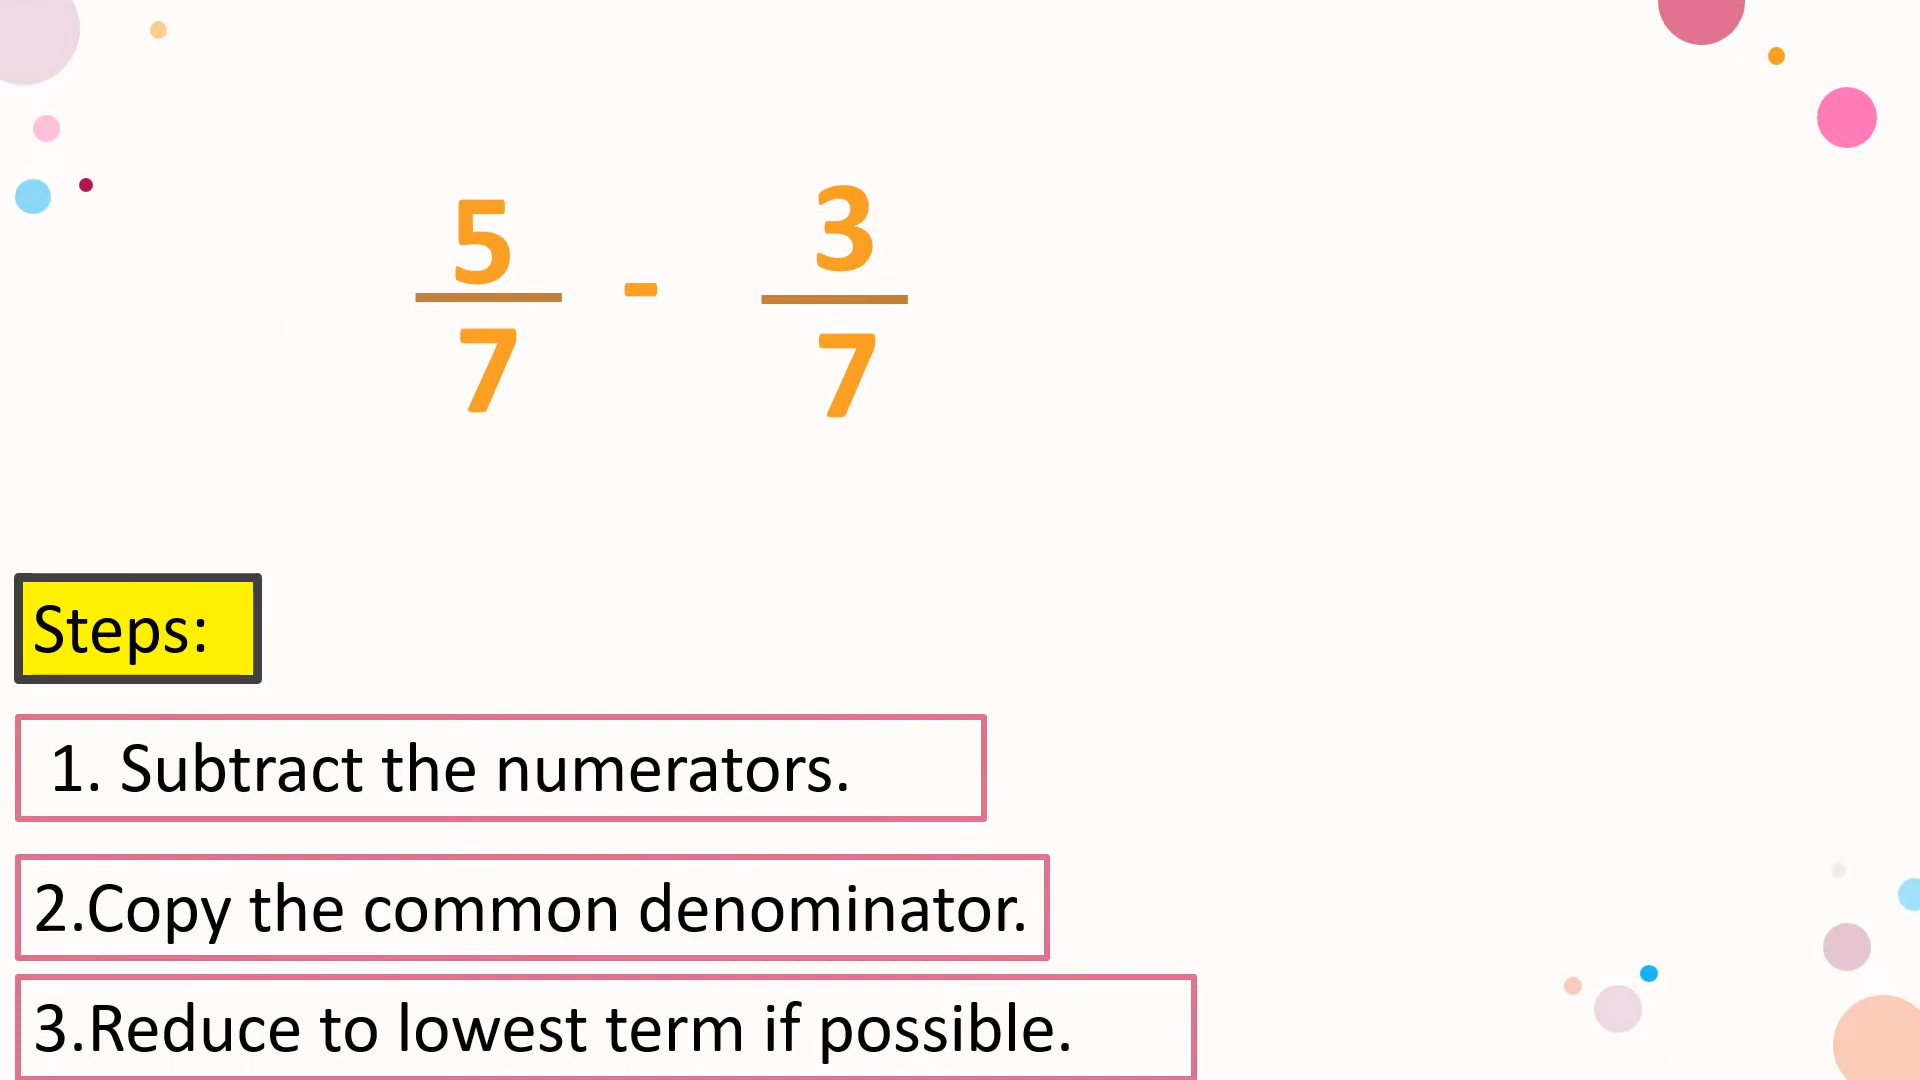 5 3
-
7 7
Steps:
1. Subtract the numerators.
2.Copy the common denominator.
3.Reduce to lowest term if possible.